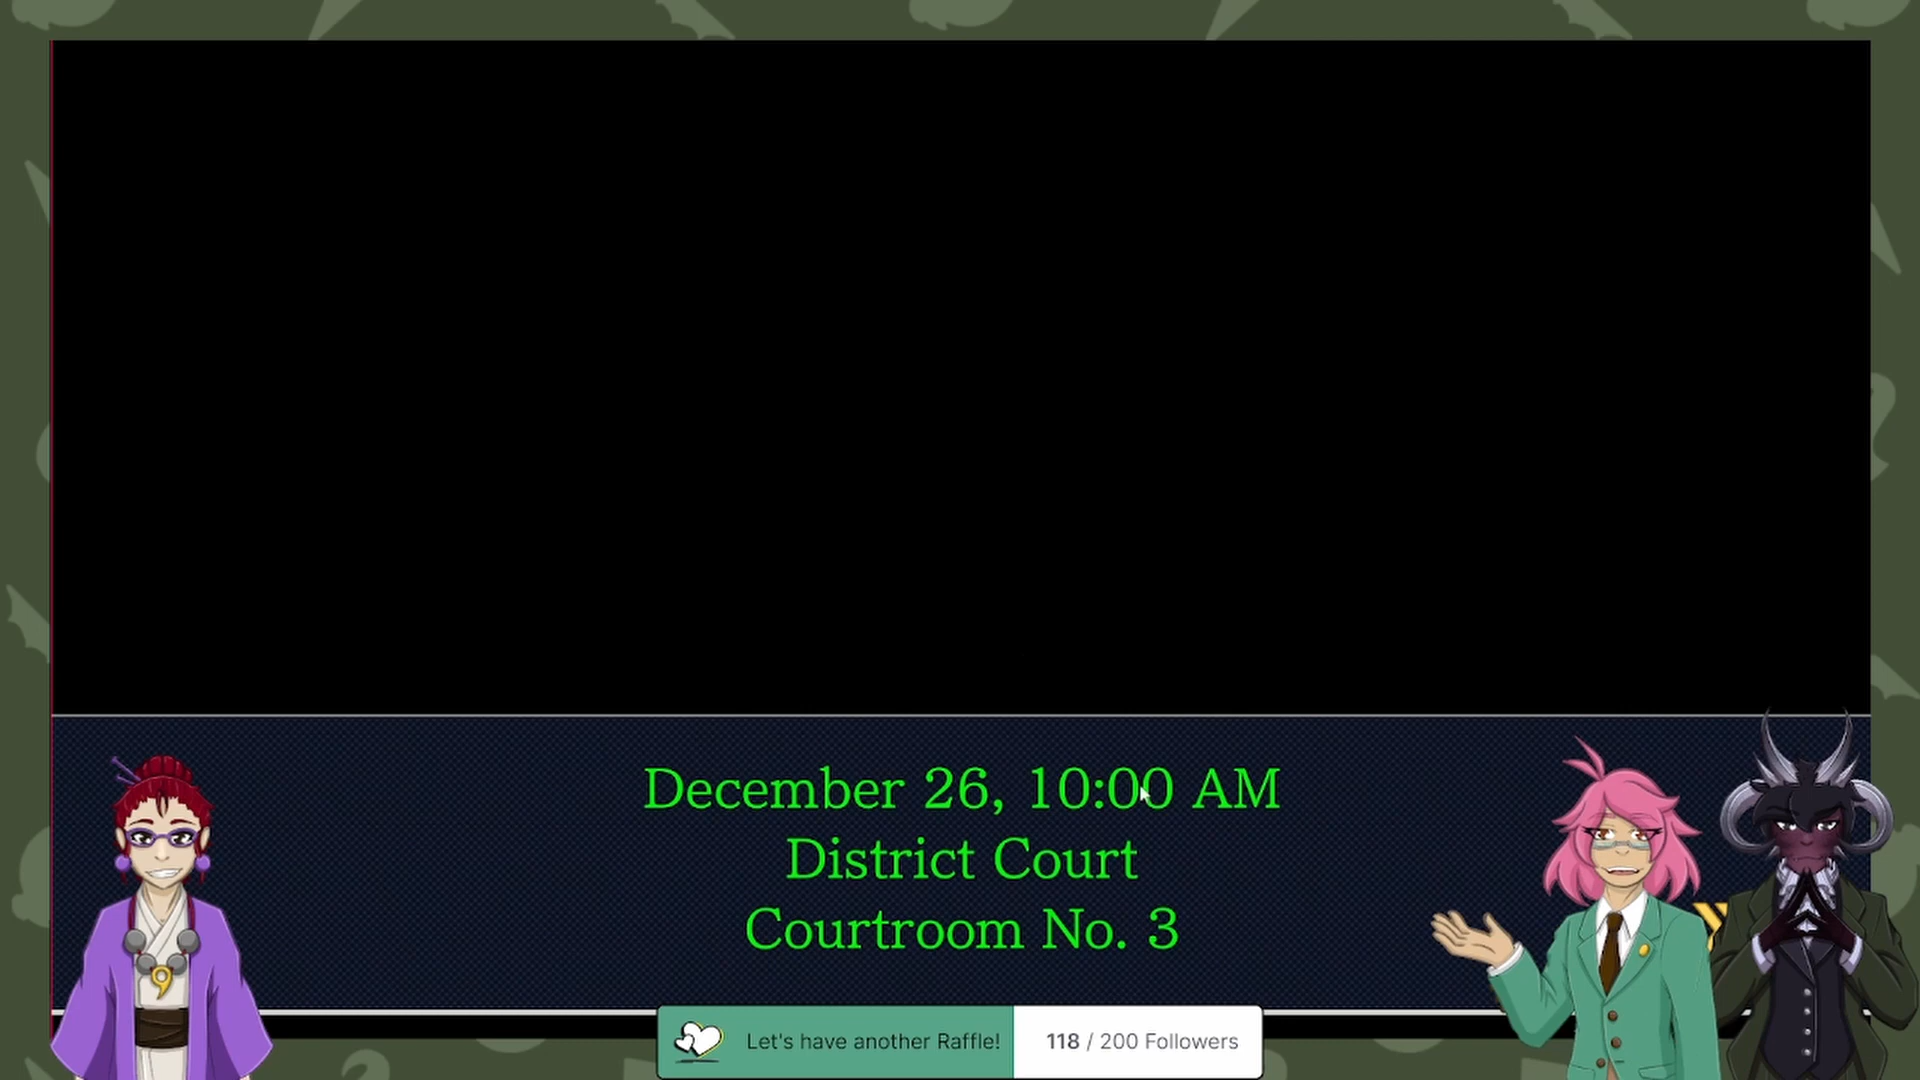 December 26, 10:00 AM
District Court
Courtroom No. 3
Let's have another Raffle!
118 / 200 Followers